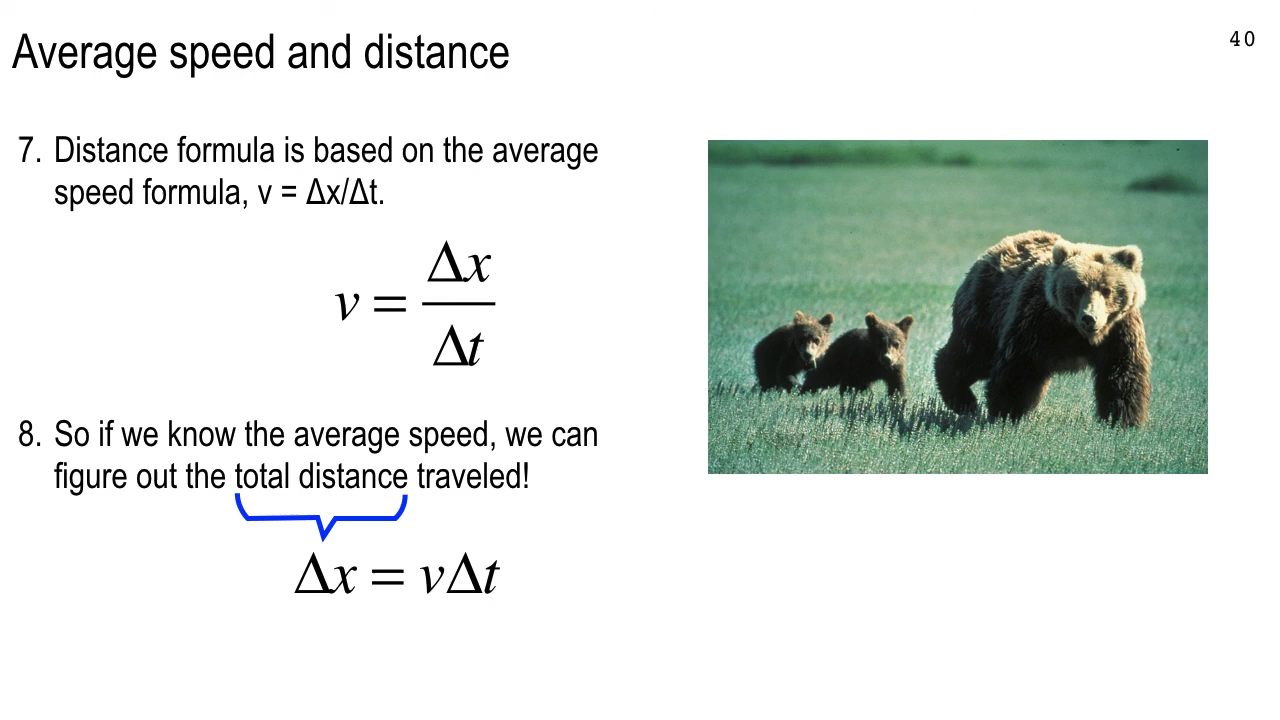 Average speed and distance
40
7. Distance formula is based on the average
speed formula, v = Δx/Δt.
v = Δx/Δt
8. So if we know the average speed, we can
figure out the total distance traveled!
Δx = vΔt